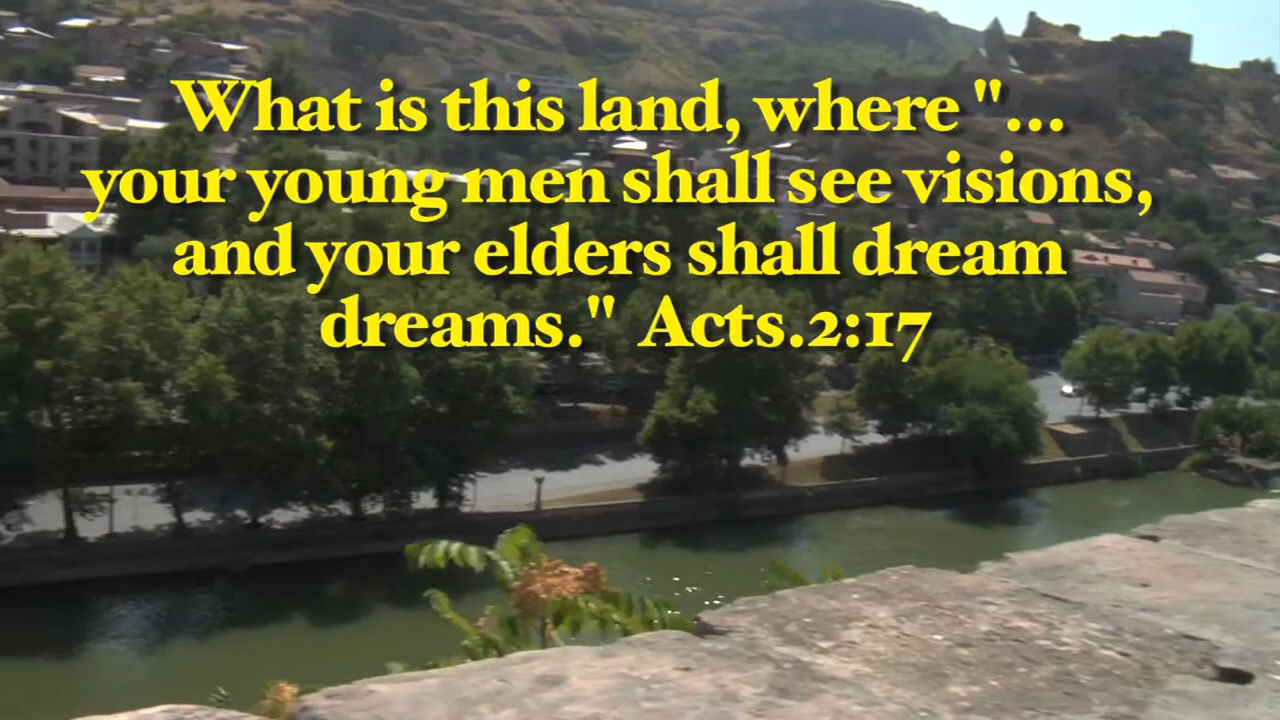 What is this land, where "...
your young men shall see visions,
and your elders shall dream
dreams." Acts.2:17